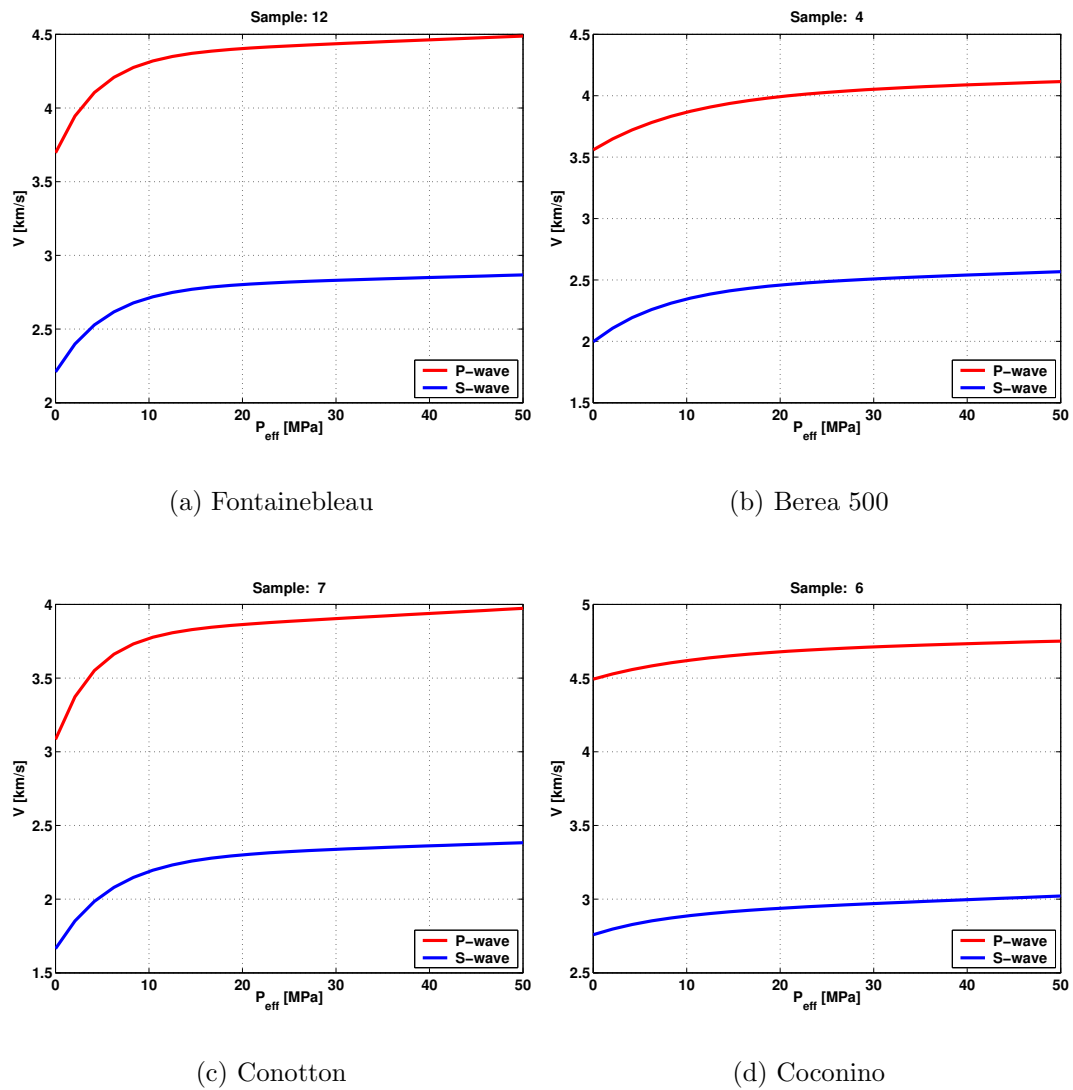 Sample: 12
4.5
4
3.5
3
2.5
2
V [km/s]
0 10 20 30 40 50
P_eff [MPa]
P-wave
S-wave
(a) Fontainebleau
Sample: 4
4.5
4
3.5
3
2.5
2
1.5
V [km/s]
0 10 20 30 40 50
P_eff [MPa]
P-wave
S-wave
(b) Berea 500
Sample: 7
4
3.5
3
2.5
2
1.5
V [km/s]
0 10 20 30 40 50
P_eff [MPa]
P-wave
S-wave
(c) Conotton
Sample: 6
5
4.5
4
3.5
3
2.5
V [km/s]
0 10 20 30 40 50
P_eff [MPa]
P-wave
S-wave
(d) Coconino